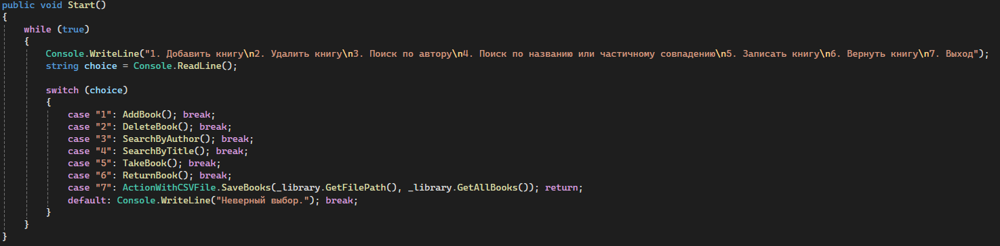 public void Start()
{
    while (true)
    {
        Console.WriteLine("1. Добавить книгу\n2. Удалить книгу\n3. Поиск по автору\n4. Поиск по названию или частичному совпадению\n5. Записать книгу\n6. Вернуть книгу\n7. Выход");
        string choice = Console.ReadLine();

        switch (choice)
        {
            case "1": AddBook(); break;
            case "2": DeleteBook(); break;
            case "3": SearchByAuthor(); break;
            case "4": SearchByTitle(); break;
            case "5": TakeBook(); break;
            case "6": ReturnBook(); break;
            case "7": ActionWithCSVFile.SaveBooks(_library.GetFilePath(), _library.GetAllBooks()); return;
            default: Console.WriteLine("Неверный выбор."); break;
        }
    }
}